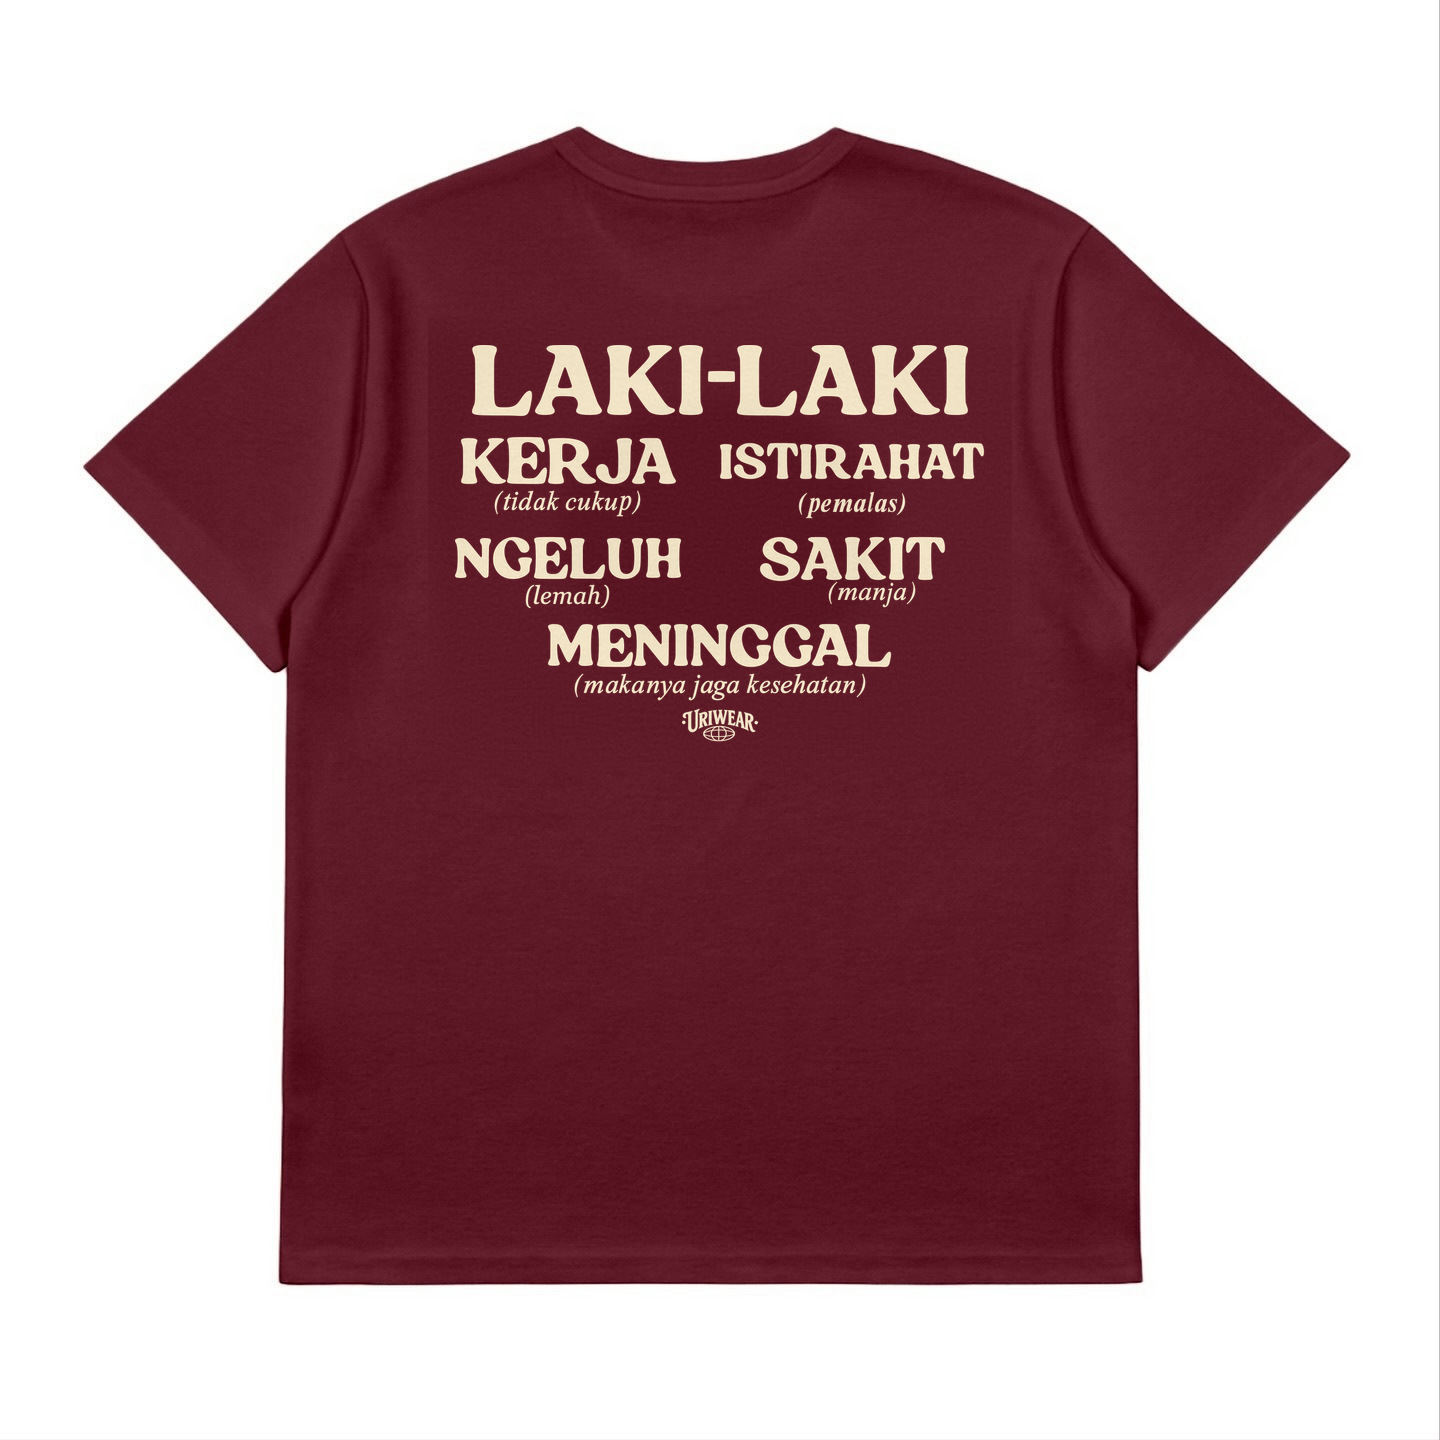 LAKI-LAKI
KERJA ISTIRAHAT
(tidak cukup) (pemalas)
NGELUH SAKIT
(lemah) (manja)
MENINGGAL
(makanya jaga kesehatan)
·URIWEAR·